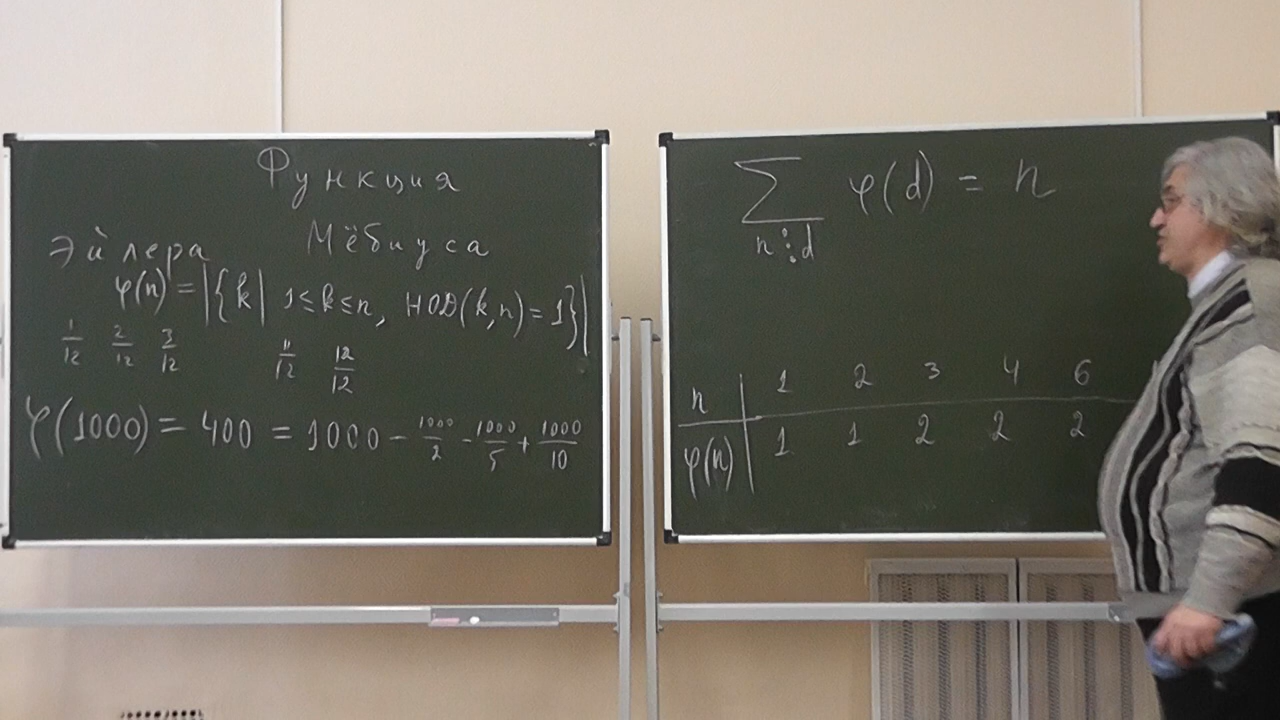 Функция
Мёбиуса
Эйлера
φ(n) = |{k| 1≤k≤n, НОД(k,n)=1}|
1/12 2/12 3/12 11/12 12/12
φ(1000) = 400 = 1000 - 1000/2 - 1000/5 + 1000/10
∑ φ(d) = n
n⋮d
n 1 2 3 4 6
φ(n) 1 1 2 2 2